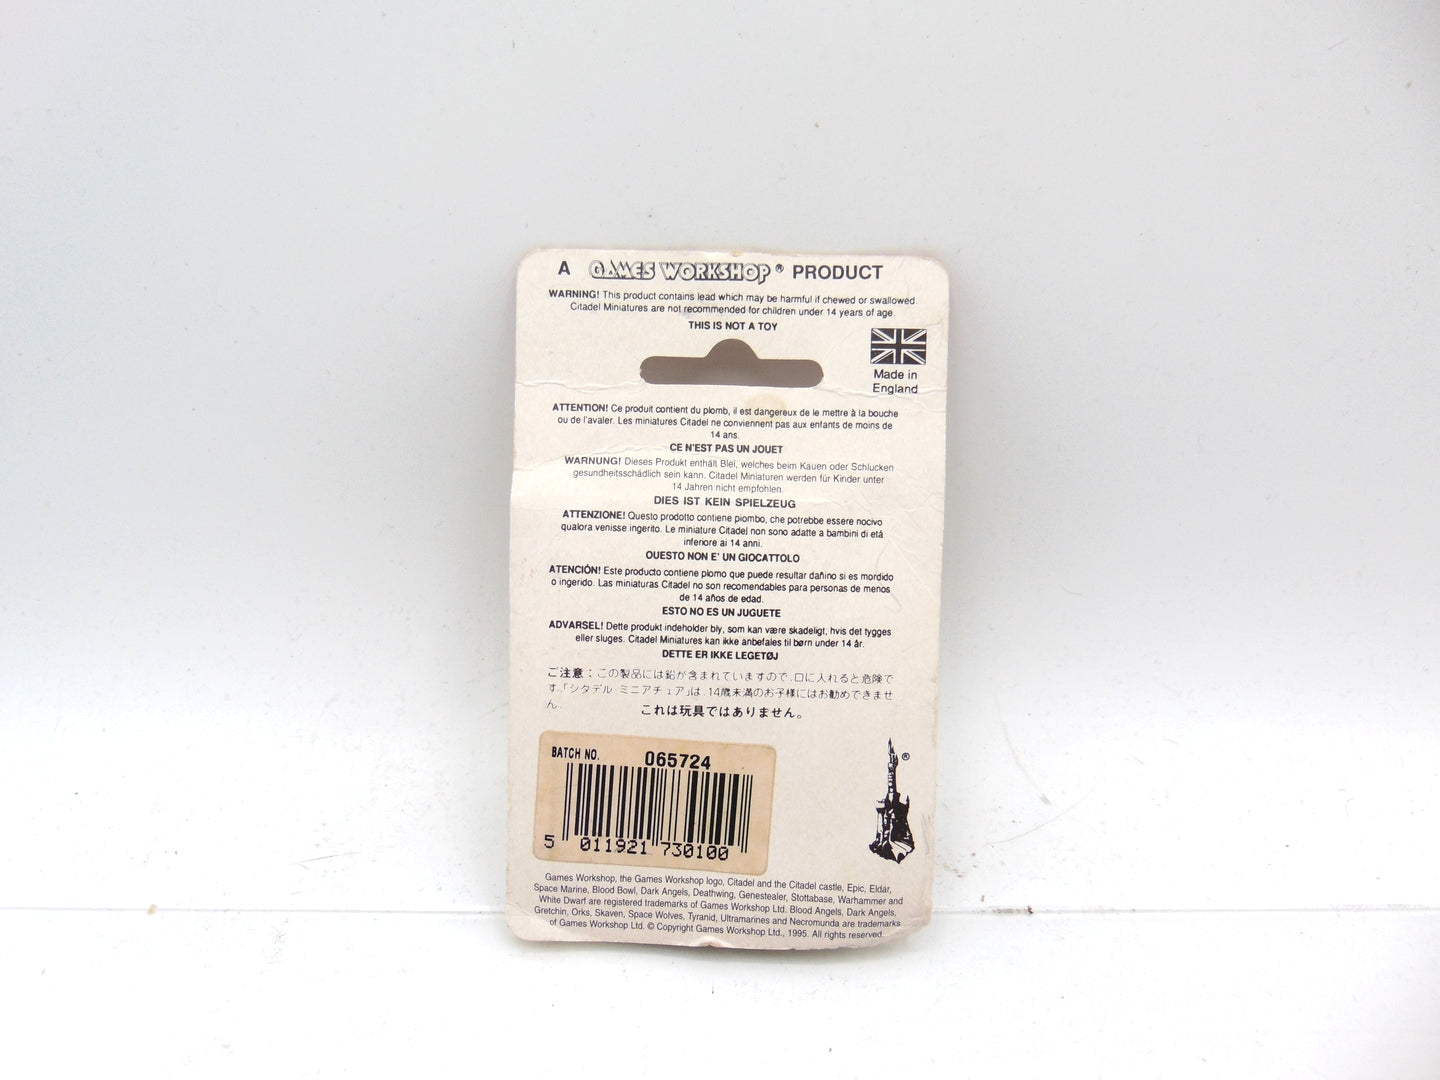 A GAMES WORKSHOP ® PRODUCT
WARNING! This product contains lead which may be harmful if chewed or swallowed.
Citadel Miniatures are not recommended for children under 14 years of age.
THIS IS NOT A TOY
Made in
England
ATTENTION! Ce produit contient du plomb, il est dangereux de le mettre à la bouche
ou de l'avaler. Les miniatures Citadel ne conviennent pas aux enfants de moins de
14 ans.
CE N'EST PAS UN JOUET
WARNUNG! Dieses Produkt enthält Blei, welches beim Kauen oder Schlucken
gesundheitsschädlich sein kann. Citadel Miniaturen werden für Kinder unter
14 Jahren nicht empfohlen.
DIES IST KEIN SPIELZEUG
ATTENZIONE! Questo prodotto contiene piombo, che potrebbe essere nocivo
qualora venisse ingerito. Le miniature Citadel non sono adatte a bambini di etá
inferiore ai 14 anni.
QUESTO NON E' UN GIOCATTOLO
ATENCIÓN! Este producto contiene plomo que puede resultar dañino si es mordido
o ingerido. Las miniaturas Citadel no son recomendables para personas de menos
de 14 años de edad.
ESTO NO ES UN JUGUETE
ADVARSEL! Dette produkt indeholder bly, som kan være skadeligt, hvis det tygges
eller sluges. Citadel Miniatures kan ikke anbefales til børn under 14 år.
DETTE ER IKKE LEGETØJ
ご注意：この製品には鉛が含まれていますので、口に入れると危険で
す。「シタデル・ミニアチュア」は、14歳未満のお子様にはお勧めできませ
ん。
これは玩具ではありません。
BATCH NO. 065724
5 011921 730100
®
Games Workshop, the Games Workshop logo, Citadel and the Citadel castle, Epic, Eldar,
Space Marine, Blood Bowl, Dark Angels, Deathwing, Genestealer, Slottabase, Warhammer and
White Dwarf are registered trademarks of Games Workshop Ltd. Blood Angels, Dark Angels,
Gretchin, Orks, Skaven, Space Wolves, Tyranid, Ultramarines and Necromunda are trademarks
of Games Workshop Ltd. © Copyright Games Workshop Ltd., 1995. All rights reserved.